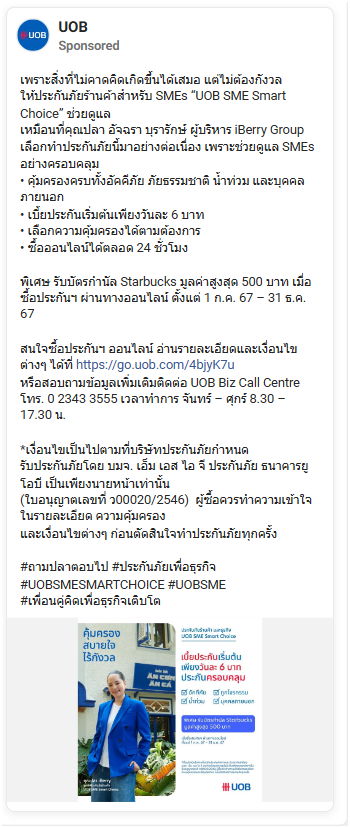 UOB
UOB
Sponsored
เพราะสิ่งที่ไม่คาดคิดเกิดขึ้นได้เสมอ แต่ไม่ต้องกังวล
ให้ประกันภัยร้านค้าสำหรับ SMEs “UOB SME Smart
Choice” ช่วยดูแล
เหมือนที่คุณปลา อัจฉรา บุรารักษ์ ผู้บริหาร iBerry Group
เลือกทำประกันภัยนี้มาอย่างต่อเนื่อง เพราะช่วยดูแล SMEs
อย่างครอบคลุม
• คุ้มครองครบทั้งอัคคีภัย ภัยธรรมชาติ น้ำท่วม และบุคคล
ภายนอก
• เบี้ยประกันเริ่มต้นเพียงวันละ 6 บาท
• เลือกความคุ้มครองได้ตามต้องการ
• ซื้อออนไลน์ได้ตลอด 24 ชั่วโมง
พิเศษ รับบัตรกำนัล Starbucks มูลค่าสูงสุด 500 บาท เมื่อ
ซื้อประกันฯ ผ่านทางออนไลน์ ตั้งแต่ 1 ก.ค. 67 – 31 ธ.ค.
67
สนใจซื้อประกันฯ ออนไลน์ อ่านรายละเอียดและเงื่อนไข
ต่างๆ ได้ที่ https://go.uob.com/4bjyK7u
หรือสอบถามข้อมูลเพิ่มเติมติดต่อ UOB Biz Call Centre
โทร. 0 2343 3555 เวลาทำการ จันทร์ – ศุกร์ 8.30 –
17.30 น.
*เงื่อนไขเป็นไปตามที่บริษัทประกันภัยกำหนด
รับประกันภัยโดย บมจ. เอ็ม เอส ไอ จี ประกันภัย ธนาคารยู
โอบี เป็นเพียงนายหน้าเท่านั้น
(ใบอนุญาตเลขที่ ว00020/2546) ผู้ซื้อควรทำความเข้าใจ
ในรายละเอียด ความคุ้มครอง
และเงื่อนไขต่างๆ ก่อนตัดสินใจทำประกันภัยทุกครั้ง
#ถามปลาตอบไป #ประกันภัยเพื่อธุรกิจ
#UOBSMESMARTCHOICE #UOBSME
#เพื่อนคู่คิดเพื่อธุรกิจเติบโต
คุ้มครอง
สบายใจ
ไร้กังวล
UOB SME Smart Choice
เบี้ยประกันเริ่มต้น
เพียงวันละ 6 บาท
ประกันครอบคลุม
อัคคีภัย
โจรกรรม
น้ำท่วม
บุคคลภายนอก
พิเศษ รับบัตรกำนัล Starbucks
มูลค่าสูงสุด 500 บาท
UOB SME Smart Choice
UOB